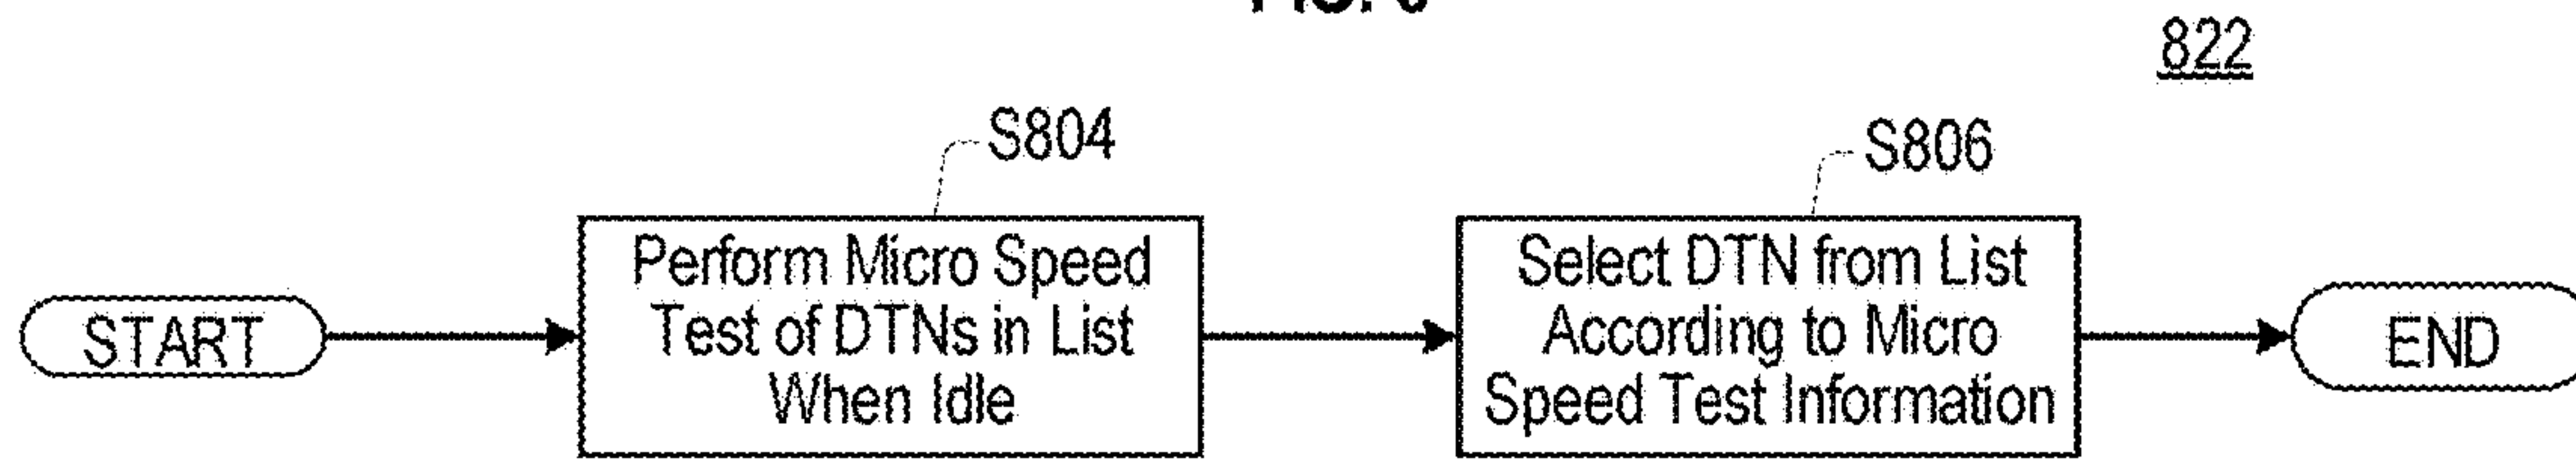 822
S804
S806
START
Perform Micro Speed
Test of DTNs in List
When Idle
Select DTN from List
According to Micro
Speed Test Information
END